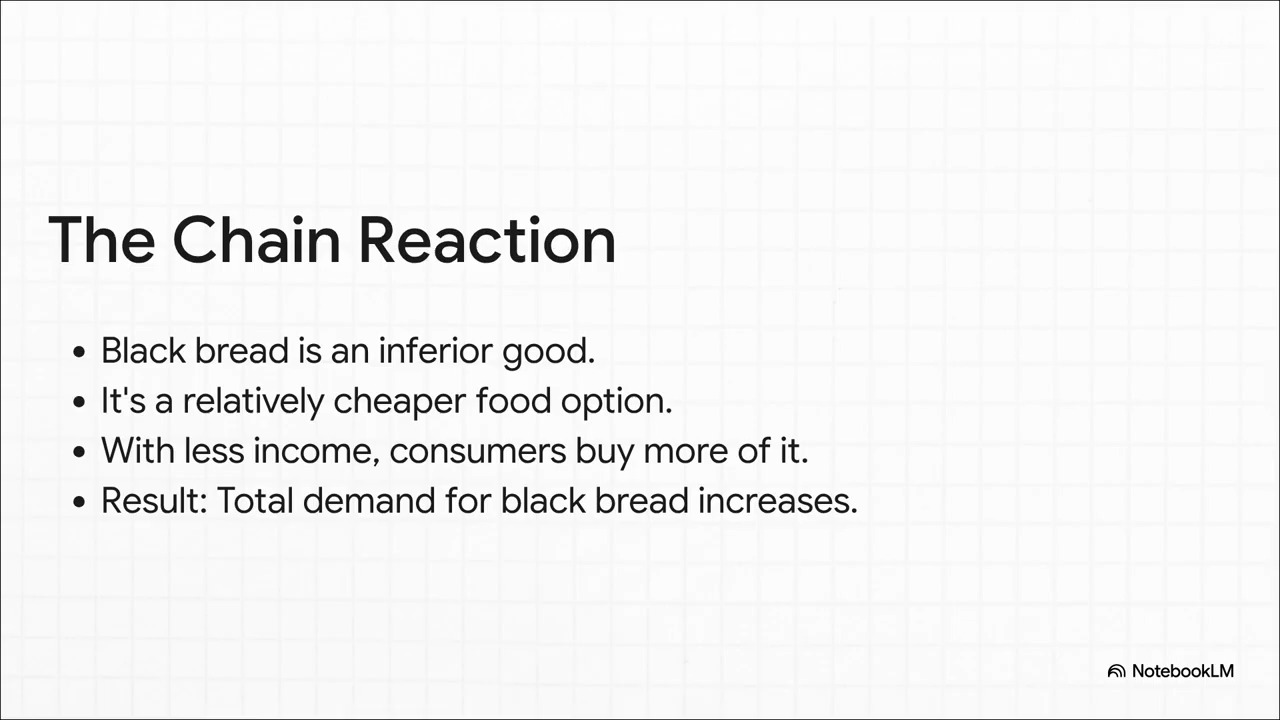 The Chain Reaction
• Black bread is an inferior good.
• It's a relatively cheaper food option.
• With less income, consumers buy more of it.
• Result: Total demand for black bread increases.
NotebookLM